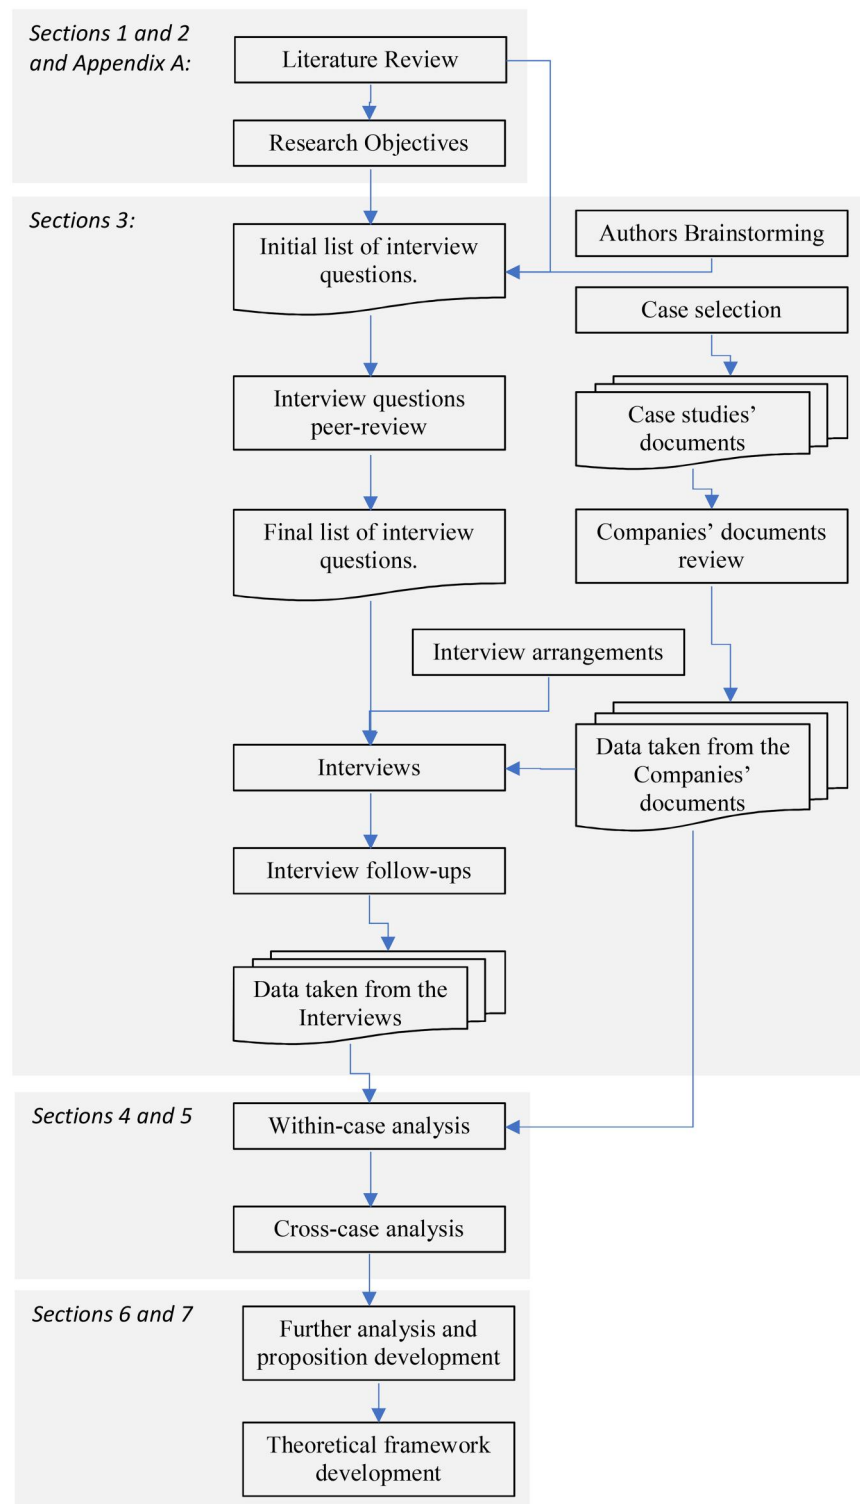 Sections 1 and 2
and Appendix A:
Literature Review
Research Objectives
Sections 3:
Authors Brainstorming
Initial list of interview
questions.
Case selection
Interview questions
peer-review
Case studies’
documents
Final list of interview
questions.
Companies’ documents
review
Interview arrangements
Interviews
Data taken from the
Companies’
documents
Interview follow-ups
Data taken from the
Interviews
Sections 4 and 5
Within-case analysis
Cross-case analysis
Sections 6 and 7
Further analysis and
proposition development
Theoretical framework
development